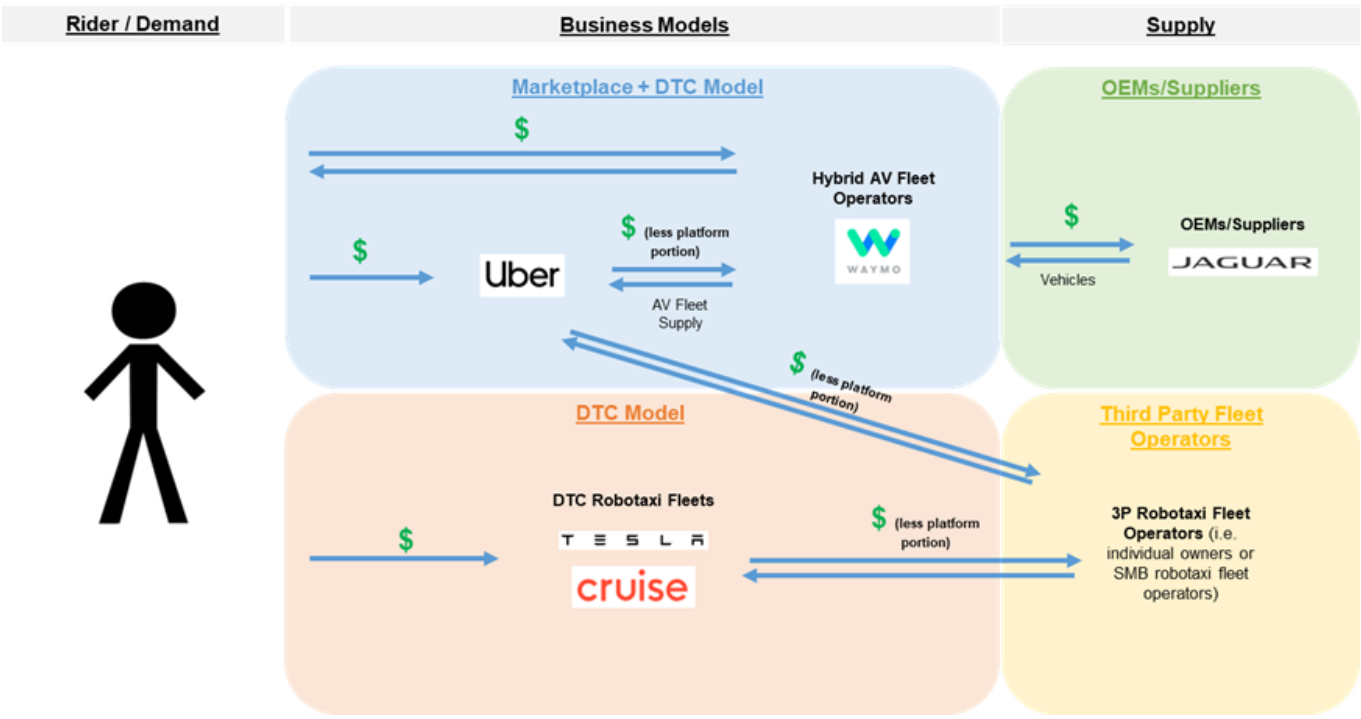 Rider / Demand
Business Models
Supply
Marketplace + DTC Model
$
Hybrid AV Fleet
Operators
WAYMO
$
Uber
$ (less platform
portion)
AV Fleet
Supply
OEMs/Suppliers
$
OEMs/Suppliers
JAGUAR
Vehicles
$ (less platform
portion)
DTC Model
DTC Robotaxi Fleets
TESLA
cruise
$
$ (less platform
portion)
Third Party Fleet
Operators
3P Robotaxi Fleet
Operators (i.e.
individual owners or
SMB robotaxi fleet
operators)